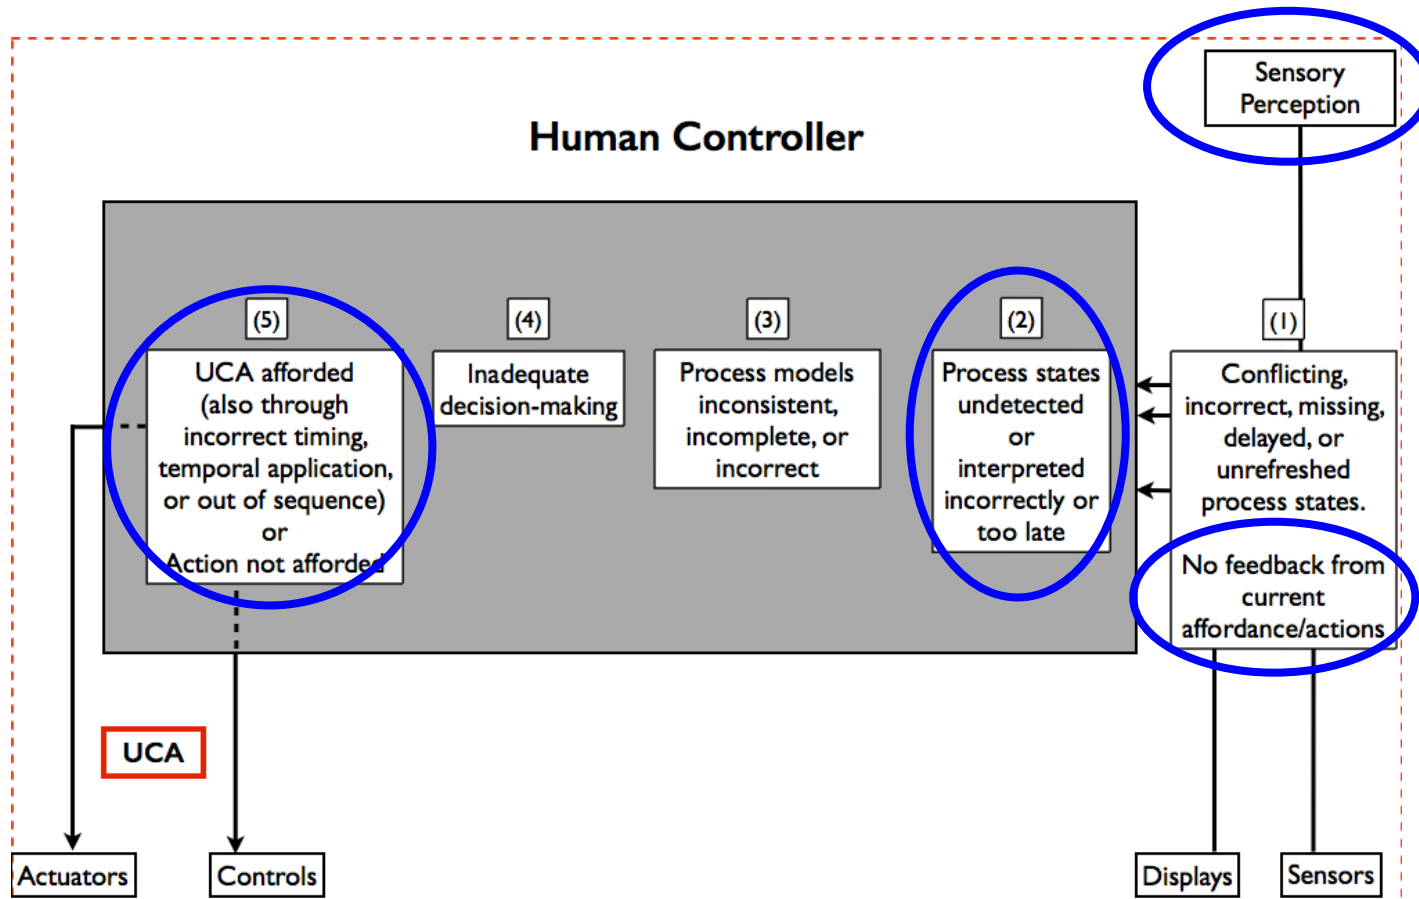 Sensory
Perception
Human Controller
(5)
UCA afforded
(also through
incorrect timing,
temporal application,
or out of sequence)
or
Action not afforded
(4)
Inadequate
decision-making
(3)
Process models
inconsistent,
incomplete, or
incorrect
(2)
Process states
undetected
or
interpreted
incorrectly or
too late
(1)
Conflicting,
incorrect, missing,
delayed, or
unrefreshed
process states.
No feedback from
current
affordance/actions
UCA
Actuators
Controls
Displays
Sensors